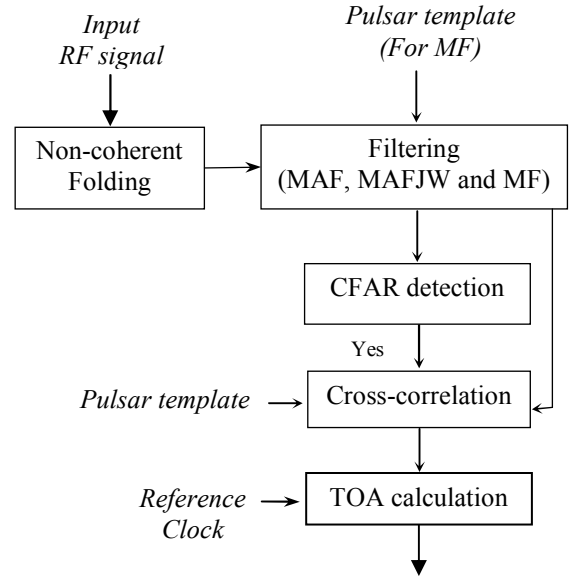 Input
RF signal
Pulsar template
(For MF)
Non-coherent
Folding
Filtering
(MAF, MAFJW and MF)
CFAR detection
Yes
Pulsar template
Cross-correlation
Reference
Clock
TOA calculation